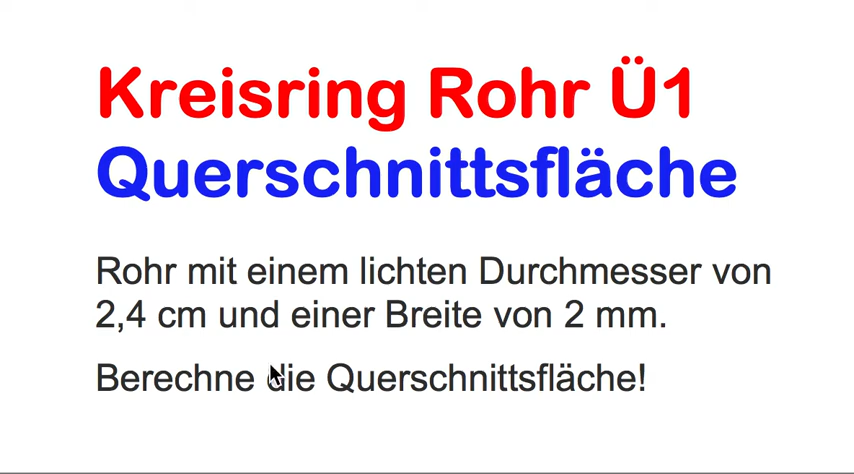 Kreisring Rohr Ü1
Querschnittsfläche
Rohr mit einem lichten Durchmesser von
2,4 cm und einer Breite von 2 mm.
Berechne die Querschnittsfläche!